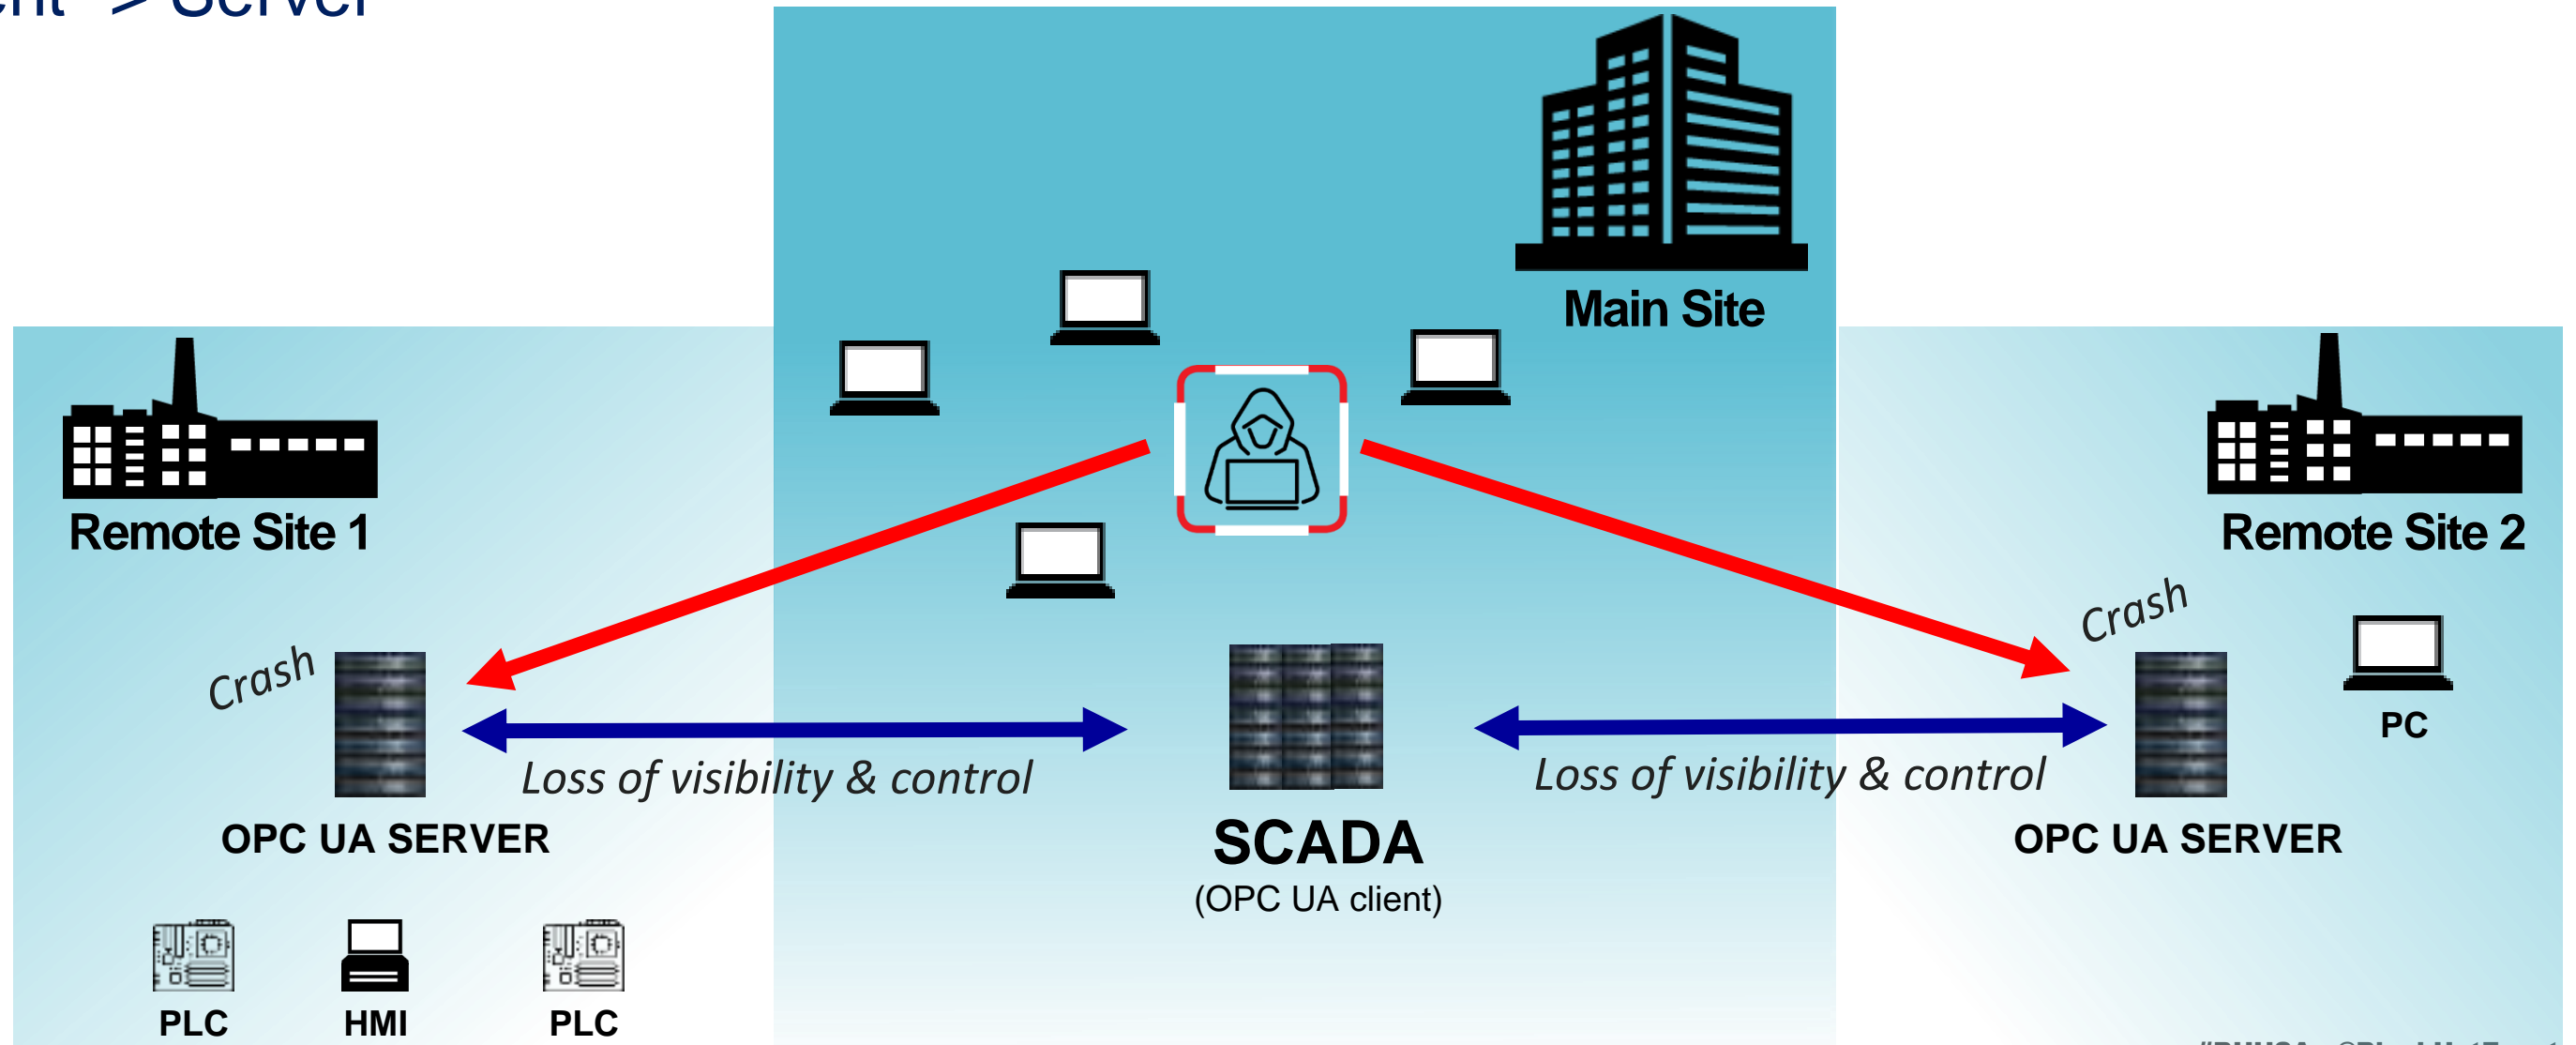 > Server
Main Site
Remote Site 1
Remote Site 2
Crash
Crash
PC
Loss of visibility & control
Loss of visibility & control
OPC UA SERVER
SCADA
(OPC UA client)
OPC UA SERVER
PLC
HMI
PLC